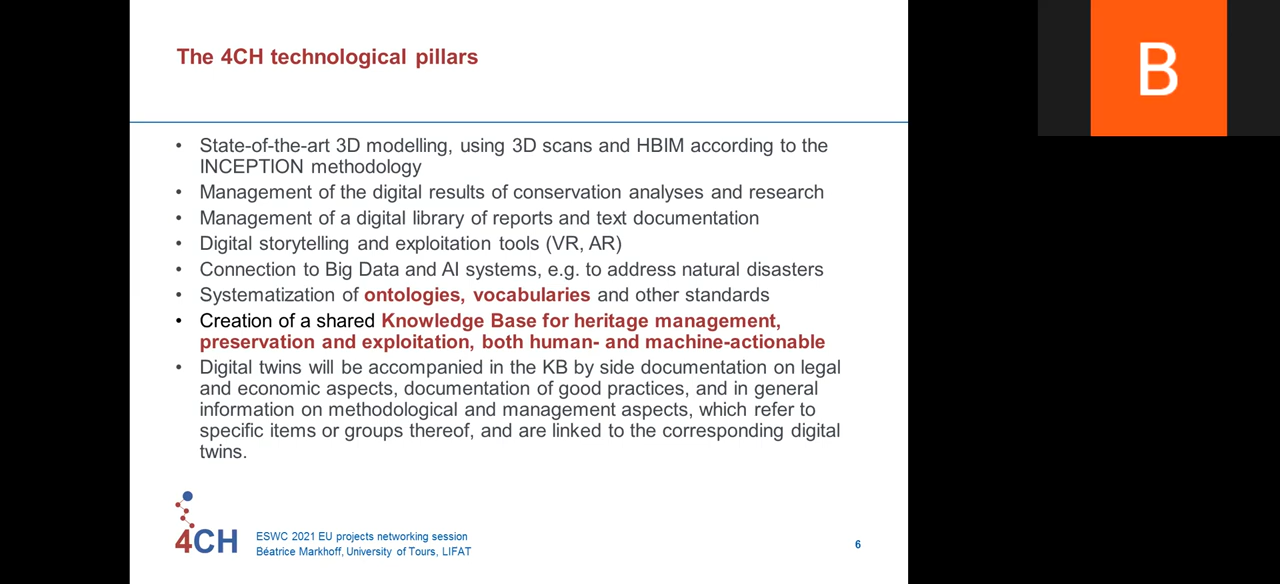 The 4CH technological pillars
B
• State-of-the-art 3D modelling, using 3D scans and HBIM according to the
INCEPTION methodology
• Management of the digital results of conservation analyses and research
• Management of a digital library of reports and text documentation
• Digital storytelling and exploitation tools (VR, AR)
• Connection to Big Data and AI systems, e.g. to address natural disasters
• Systematization of ontologies, vocabularies and other standards
• Creation of a shared Knowledge Base for heritage management,
preservation and exploitation, both human- and machine-actionable
• Digital twins will be accompanied in the KB by side documentation on legal
and economic aspects, documentation of good practices, and in general
information on methodological and management aspects, which refer to
specific items or groups thereof, and are linked to the corresponding digital
twins.
4CH
ESWC 2021 EU projects networking session
Béatrice Markhoff, University of Tours, LIFAT
6